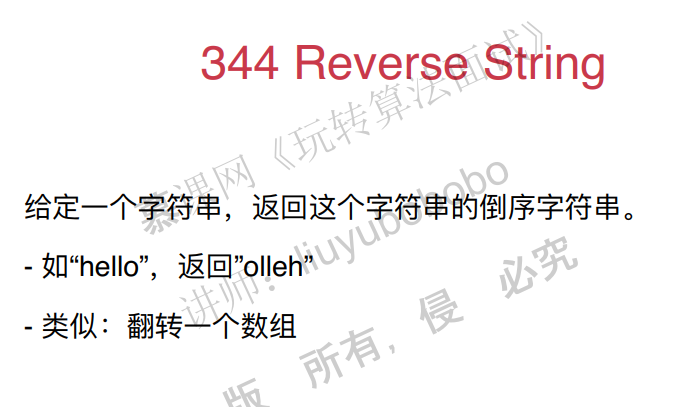 344 Reverse String
给定一个字符串，返回这个字符串的倒序字符串。
- 如“hello”，返回”olleh”
- 类似：翻转一个数组
慕课网《玩转算法面试》
讲师：liuyubobobo
版 所有，侵 必究